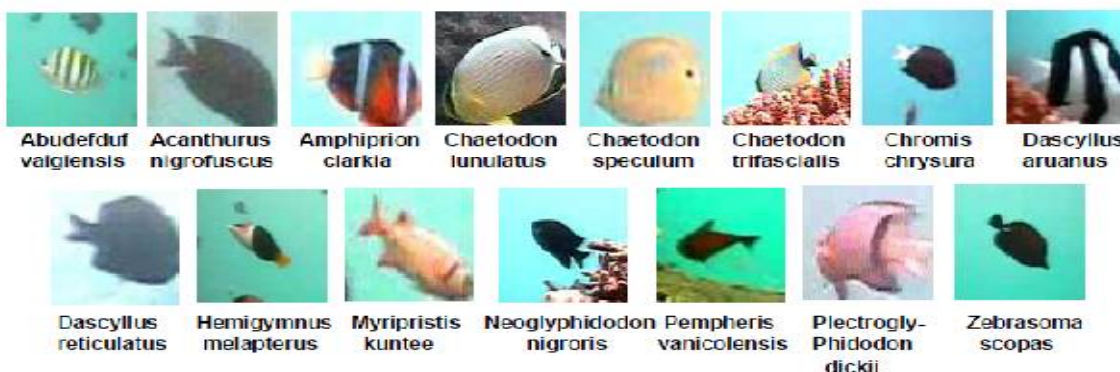 Abudefduf
vaigiensis
Acanthurus
nigrofuscus
Amphiprion
clarkia
Chaetodon
lunulatus
Chaetodon
speculum
Chaetodon
trifascialis
Chromis
chrysura
Dascyllus
aruanus
Dascyllus
reticulatus
Hemigymnus
melapterus
Myripristis
kuntee
Neoglyphidodon
nigroris
Pempheris
vanicolensis
Plectrogly-
Phidodon
dickii
Zebrasoma
scopas